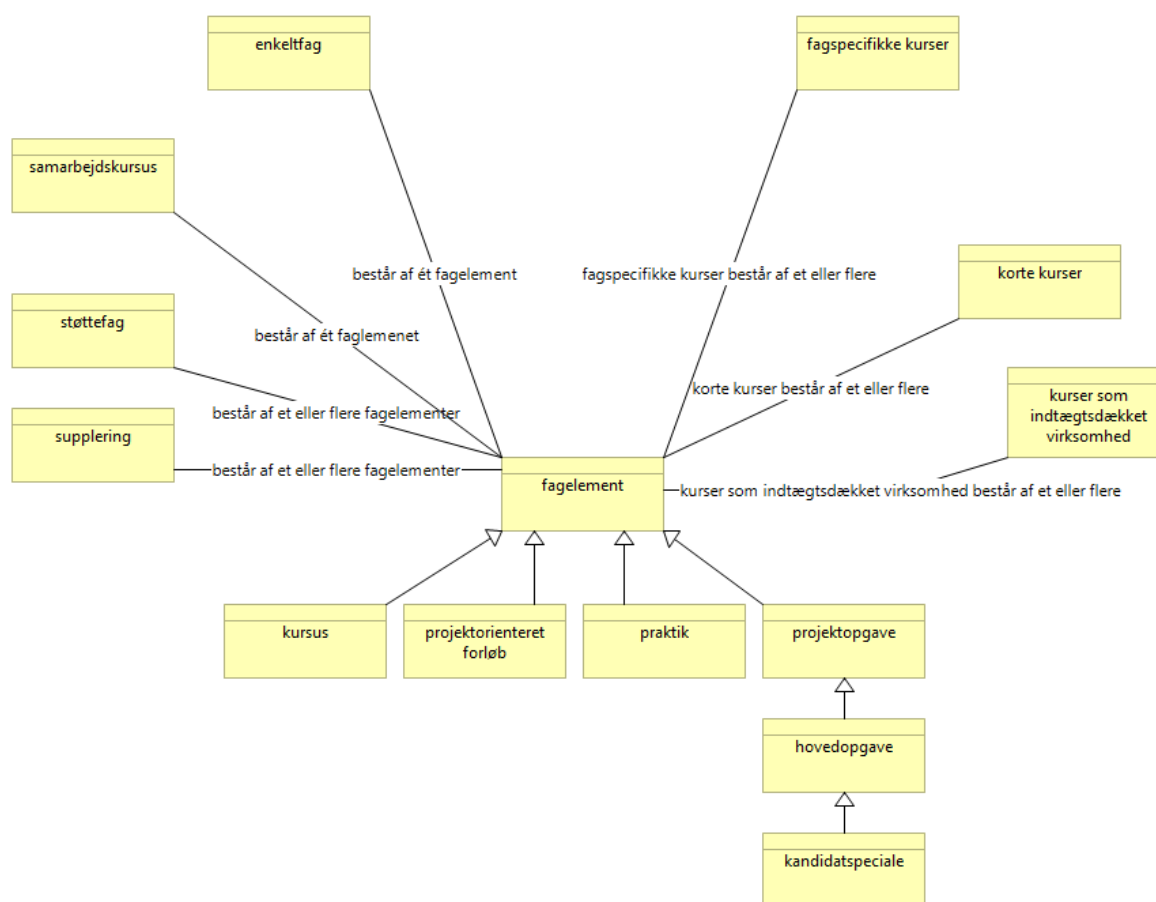 enkeltfag
fagspecifikke kurser
samarbejdskursus
korte kurser
består af ét fagelement
fagspecifikke kurser består af et eller flere
støttefag
består af ét faglemenet
korte kurser består af et eller flere
kurser som
indtægtsdækket
virksomhed
består af et eller flere fagelementer
supplering
består af et eller flere fagelementer
fagelement
kurser som indtægtsdækket virksomhed består af et eller flere
kursus
projektorienteret
forløb
praktik
projektopgave
hovedopgave
kandidatspeciale